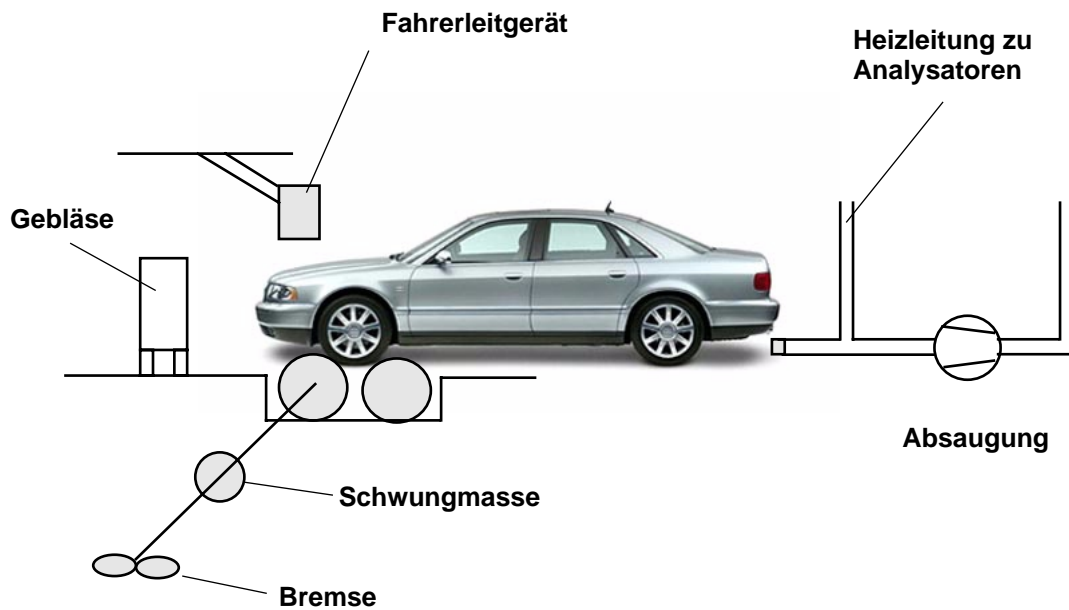 Fahrerleitgerät
Heizleitung zu
Analysatoren
Gebläse
Absaugung
Schwungmasse
Bremse